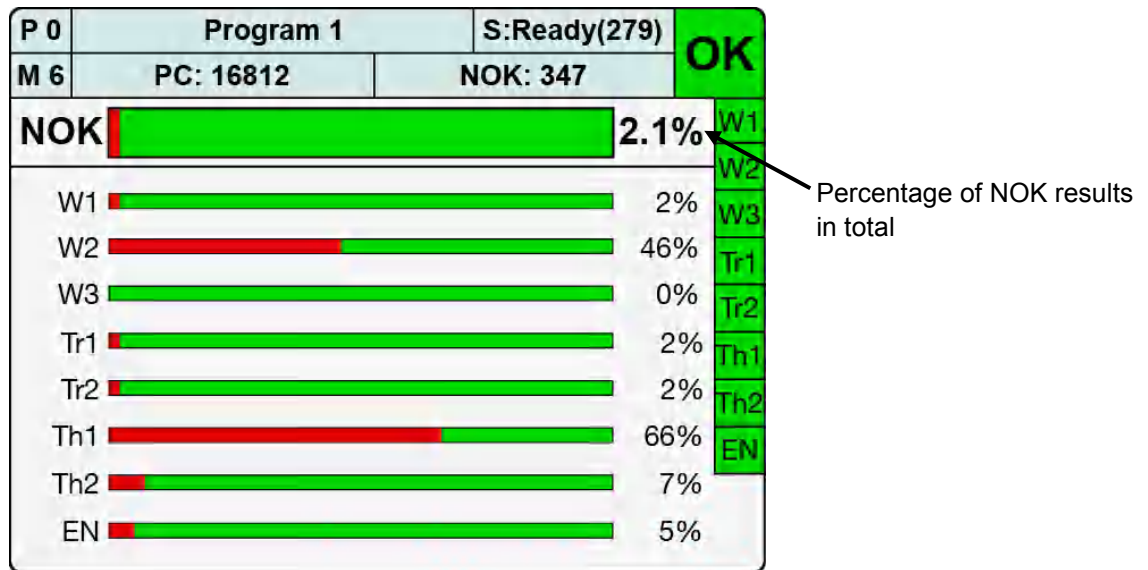 P 0 Program 1 S:Ready(279) OK
M 6 PC: 16812 NOK: 347
NOK 2.1% W1
W2
Percentage of NOK results
in total
W1 2% W3
W2 46% Tr1
W3 0% Tr2
Tr1 2% Th1
Tr2 2% Th2
Th1 66% EN
Th2 7%
EN 5%